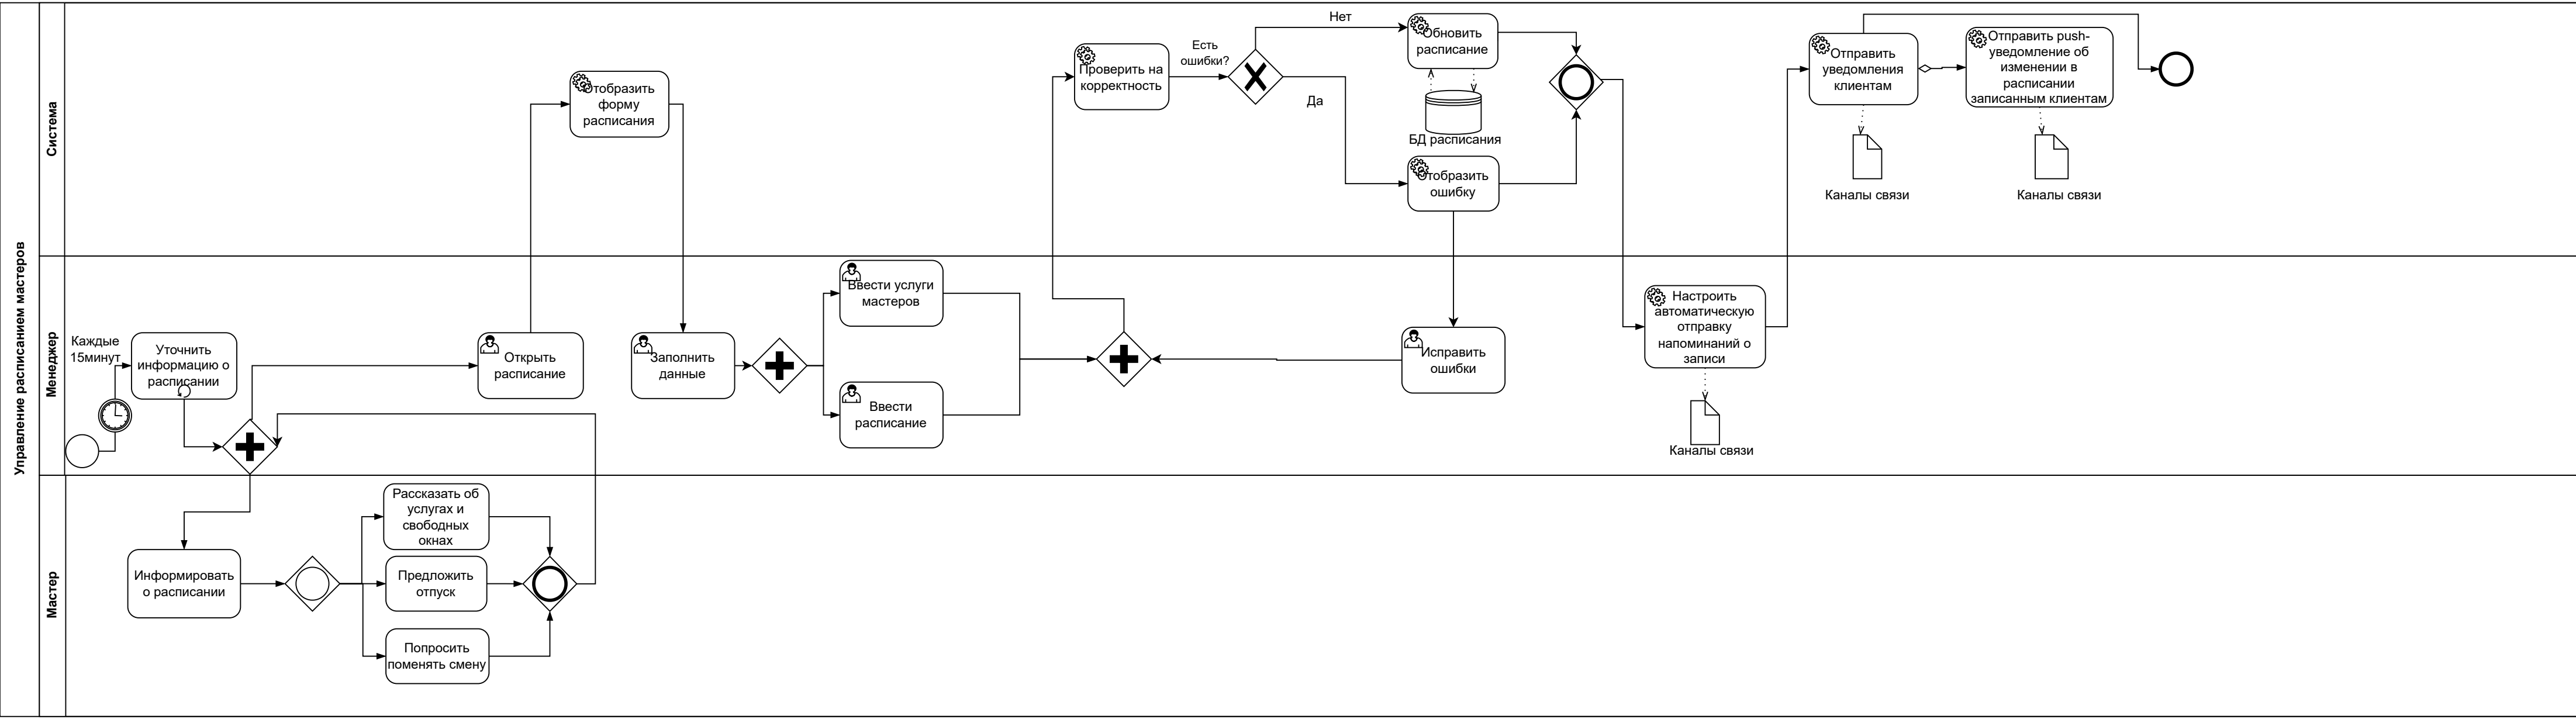 Управление расписанием мастеров
Система
Отобразить
форму
расписания
Проверить на
корректность
Есть
ошибки?
Нет
Да
Обновить
расписание
БД расписания
Отобразить
ошибку
Отправить
уведомления
клиентам
Каналы связи
Отправить push-
уведомление об
изменении в
расписании
записанным клиентам
Каналы связи
Менеджер
Каждые
15минут
Уточнить
информацию о
расписании
Открыть
расписание
Заполнить
данные
Ввести услуги
мастеров
Ввести
расписание
Исправить
ошибки
Настроить
автоматическую
отправку
напоминаний о
записи
Каналы связи
Мастер
Информировать
о расписании
Рассказать об
услугах и
свободных
окнах
Предложить
отпуск
Попросить
поменять смену